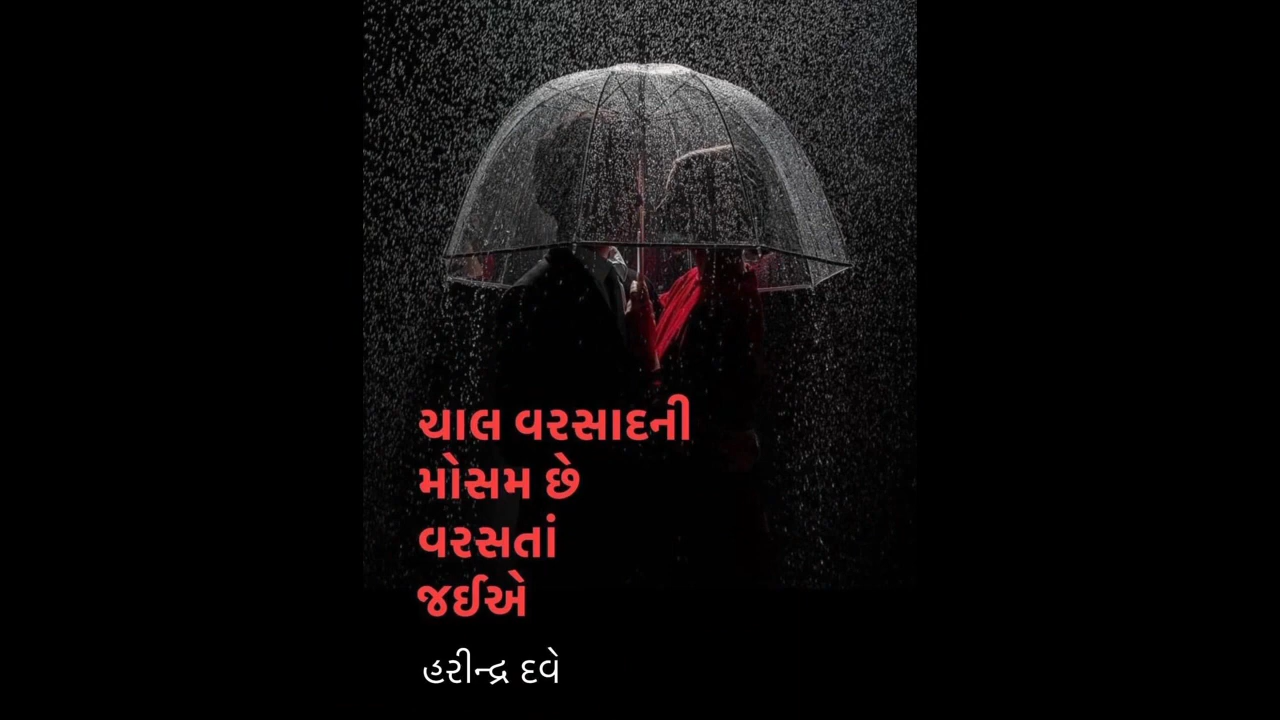 ચાલ વરસાદની
મોસમ છે
વરસતાં
જઈએ
હરીન્દ્ર દવે